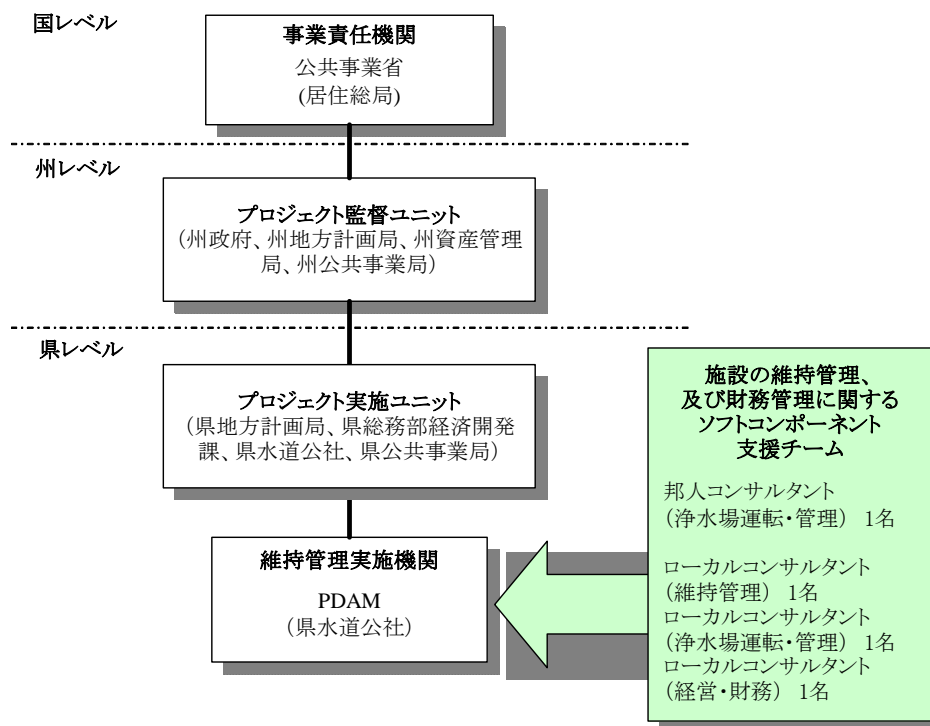 国レベル
事業責任機関
公共事業省
(居住総局)
州レベル
プロジェクト監督ユニット
（州政府、州地方計画局、州資産管理
局、州公共事業局）
県レベル
プロジェクト実施ユニット
（県地方計画局、県総務部経済開発
課、県水道公社、県公共事業局）
維持管理実施機関
PDAM
（県水道公社）
施設の維持管理、
及び財務管理に関する
ソフトコンポーネント
支援チーム
邦人コンサルタント
（浄水場運転・管理） 1名
ローカルコンサルタント
（維持管理） 1名
ローカルコンサルタント
（浄水場運転・管理） 1名
ローカルコンサルタント
（経営・財務） 1名